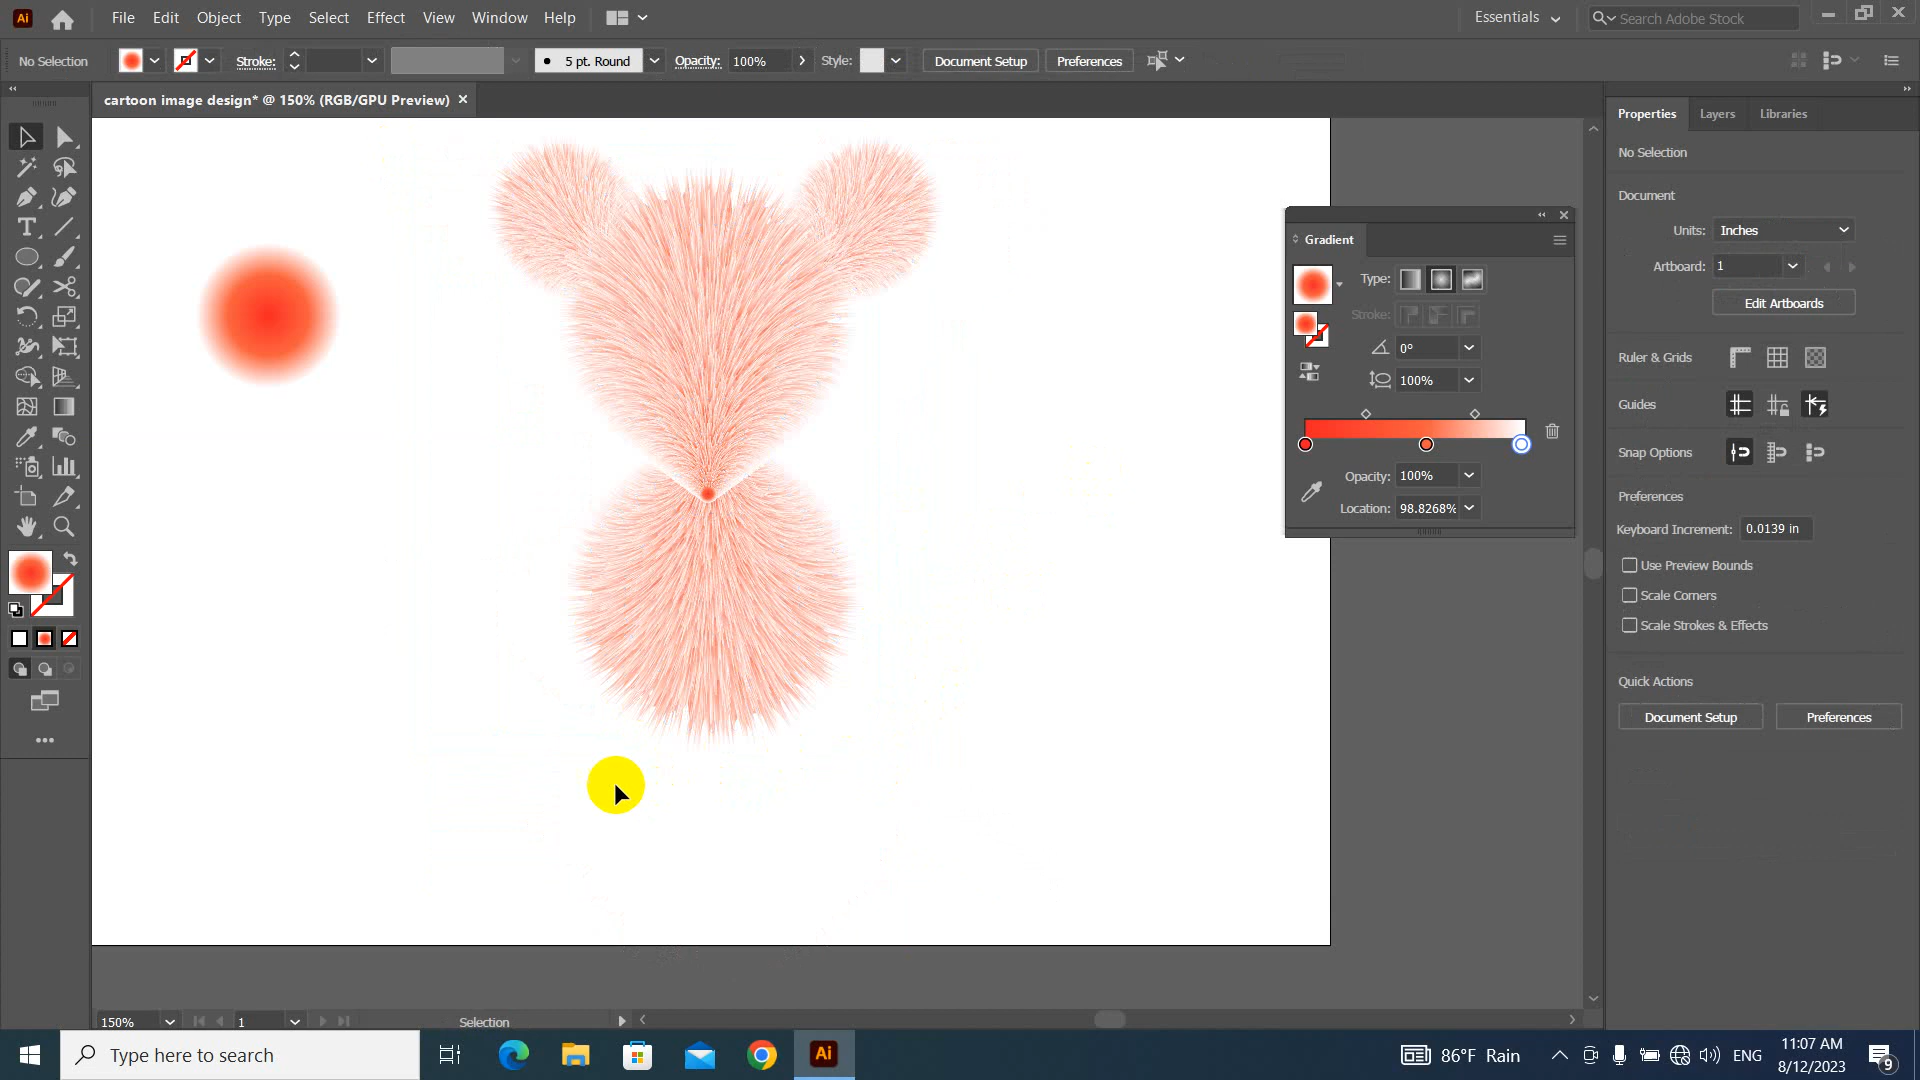 Ai File Edit Object Type Select Effect View Window Help Essentials Search Adobe Stock
No Selection Stroke: 5 pt. Round Opacity: 100% Style: Document Setup Preferences
cartoon image design* @ 150% (RGB/GPU Preview)
Properties Layers Libraries
No Selection
Document
Units: Inches
Artboard: 1
Edit Artboards
Ruler & Grids
Guides
Snap Options
Preferences
Keyboard Increment: 0.0139 in
Use Preview Bounds
Scale Corners
Scale Strokes & Effects
Quick Actions
Document Setup Preferences
Gradient
Type:
Stroke:
0°
100%
Opacity: 100%
Location: 98.8268%
150% 1 Selection
Type here to search
Ai
86°F Rain
ENG
11:07 AM
8/12/2023
9